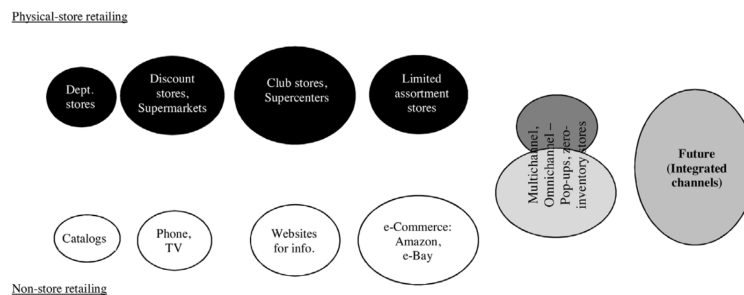 Physical-store retailing
Dept.
stores
Discount
stores,
Supermarkets
Club stores,
Supercenters
Limited
assortment
stores
Multichannel,
Omnichannel –
Pop-ups, zero-
inventory stores
Future
(Integrated
channels)
Catalogs
Phone,
TV
Websites
for info.
e-Commerce:
Amazon,
e-Bay
Non-store retailing